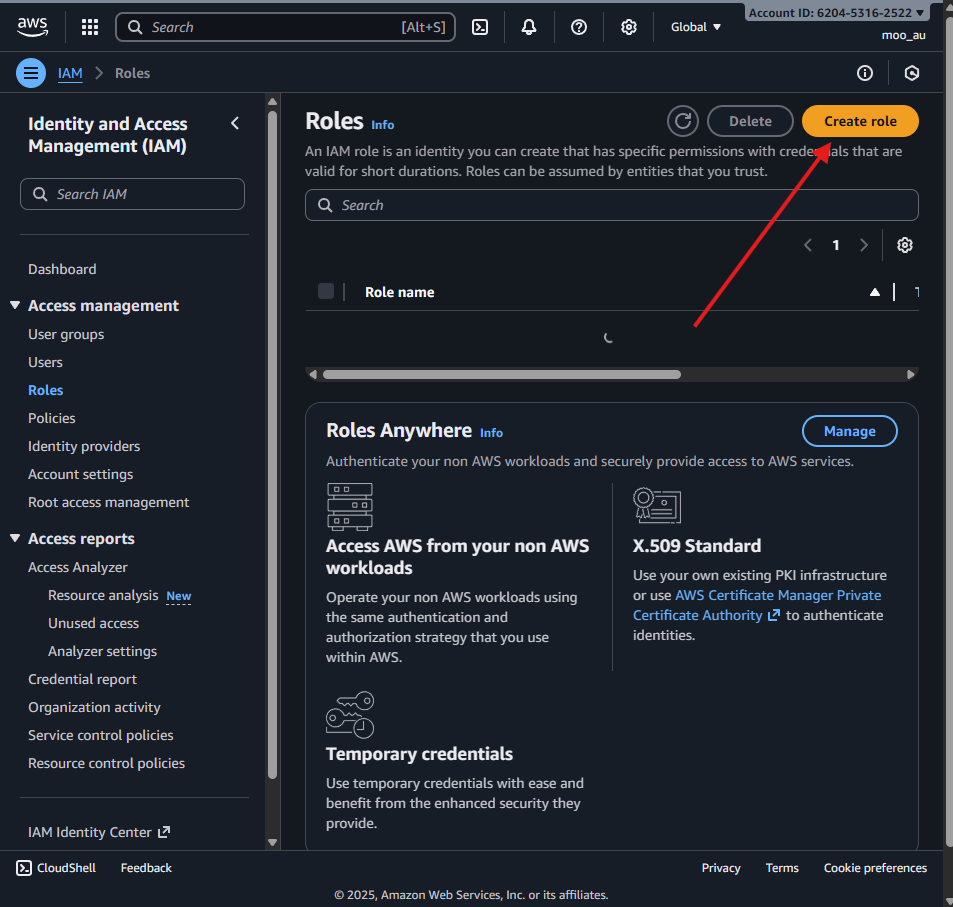 aws
Search
[Alt+S]
Global
Account ID: 6204-5316-2522
moo_au
IAM
Roles
Identity and Access
Management (IAM)
Search IAM
Dashboard
Access management
User groups
Users
Roles
Policies
Identity providers
Account settings
Root access management
Access reports
Access Analyzer
Resource analysis New
Unused access
Analyzer settings
Credential report
Organization activity
Service control policies
Resource control policies
IAM Identity Center
Roles Info
Delete
Create role
An IAM role is an identity you can create that has specific permissions with credentials that are
valid for short durations. Roles can be assumed by entities that you trust.
Search
1
Role name
Roles Anywhere Info
Manage
Authenticate your non AWS workloads and securely provide access to AWS services.
Access AWS from your non AWS
workloads
Operate your non AWS workloads using
the same authentication and
authorization strategy that you use
within AWS.
X.509 Standard
Use your own existing PKI infrastructure
or use AWS Certificate Manager Private
Certificate Authority to authenticate
identities.
Temporary credentials
Use temporary credentials with ease and
benefit from the enhanced security they
provide.
CloudShell
Feedback
Privacy
Terms
Cookie preferences
© 2025, Amazon Web Services, Inc. or its affiliates.